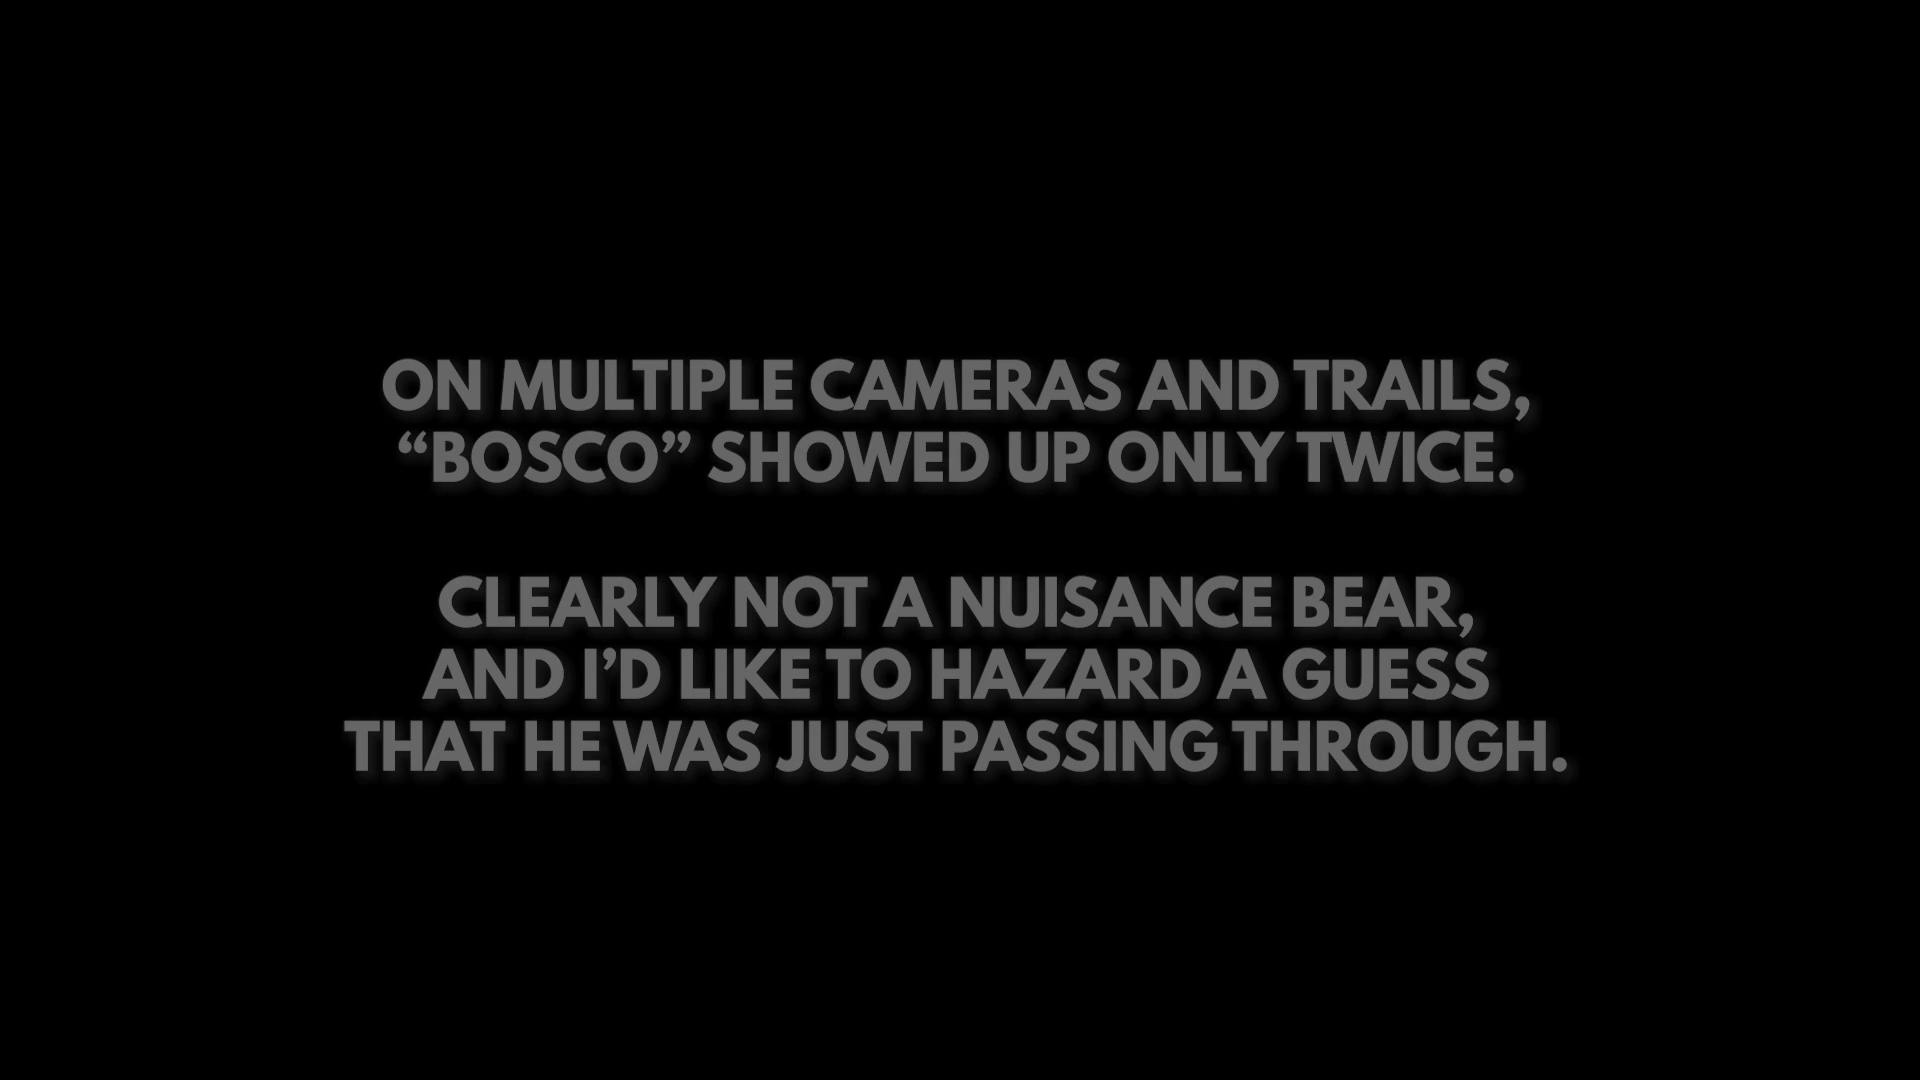 ON MULTIPLE CAMERAS AND TRAILS,
“BOSCO” SHOWED UP ONLY TWICE.
CLEARLY NOT A NUISANCE BEAR,
AND I’D LIKE TO HAZARD A GUESS
THAT HE WAS JUST PASSING THROUGH.